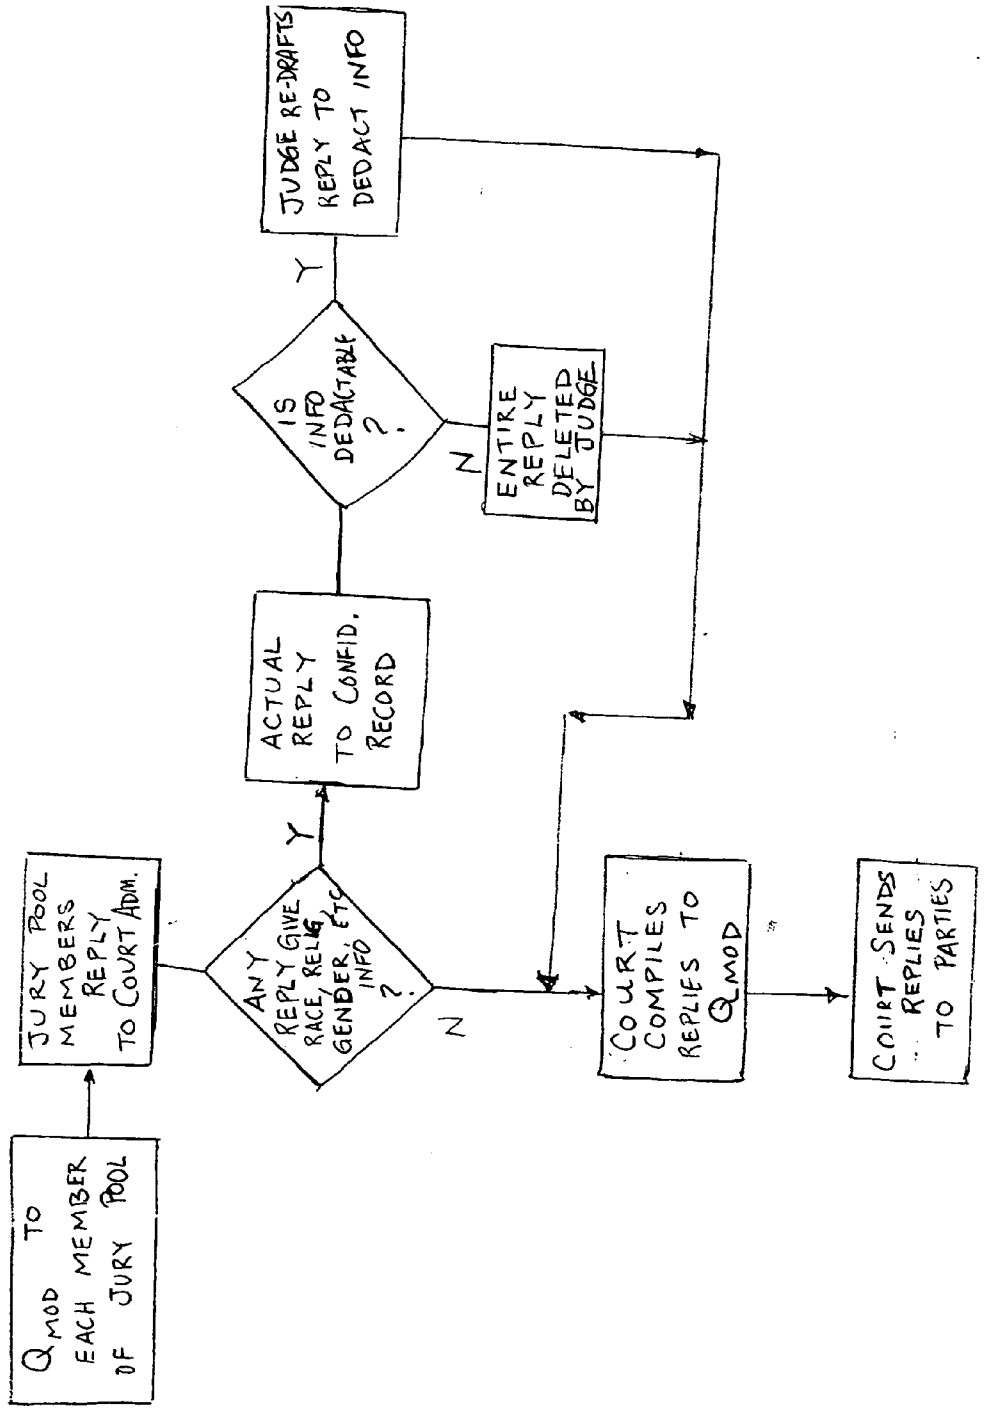 Q MOD TO
EACH MEMBER
OF JURY POOL
JURY POOL
MEMBERS
REPLY
TO COURT ADM.
ANY
REPLY GIVE
RACE, RELIG,
GENDER, ETC
INFO
?
Y
N
ACTUAL
REPLY
TO CONFID.
RECORD
IS
INFO
DEDACTABLE
?
Y
N
JUDGE RE-DRAFTS
REPLY TO
DEDACT INFO
ENTIRE
REPLY
DELETED
BY JUDGE
COURT
COMPILES
REPLIES TO
Q MOD
COURT SENDS
REPLIES
TO PARTIES